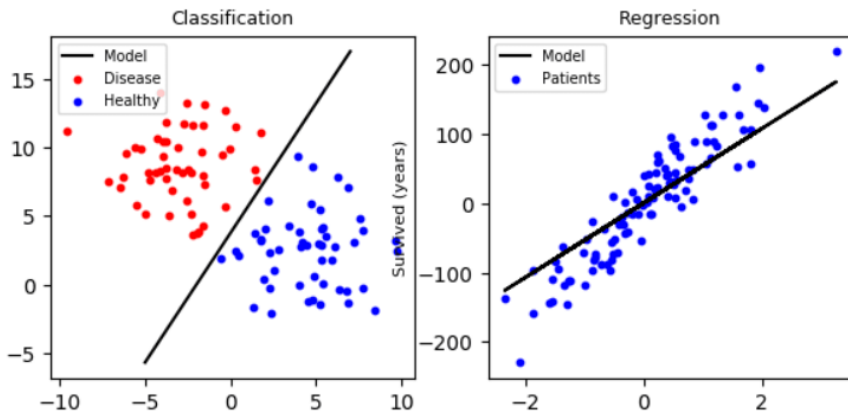 Classification
Model
Disease
Healthy
15
10
5
0
−5
−10
−5
0
5
10
Regression
Model
Patients
Survived (years)
200
100
0
−100
−200
−2
0
2